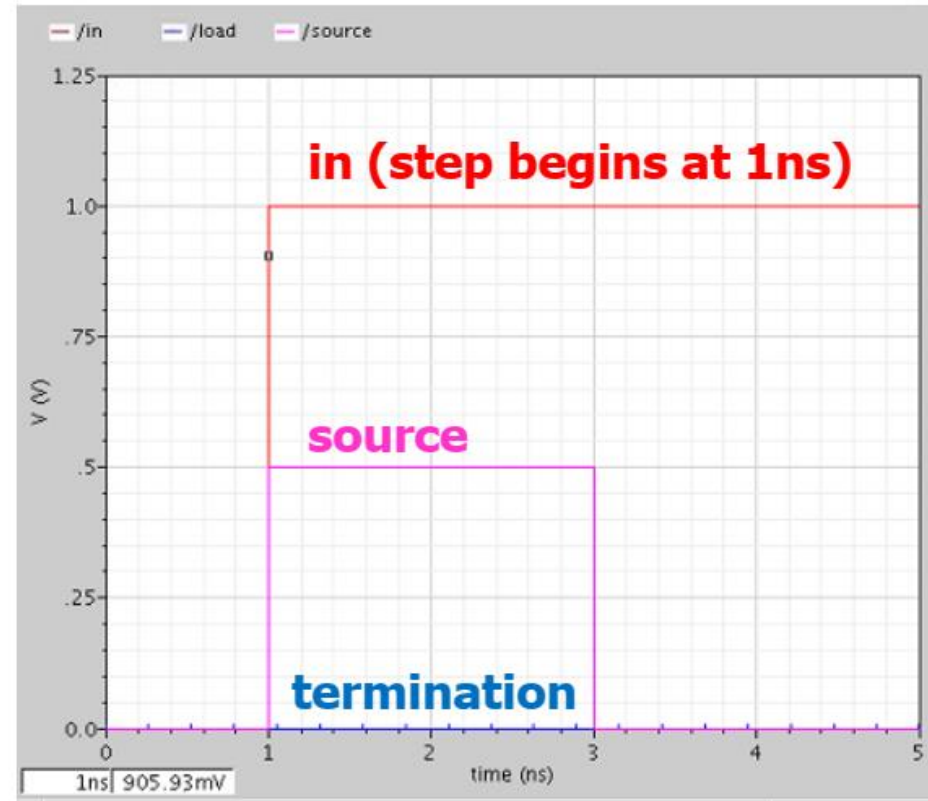 /in /load /source
1.25
in (step begins at 1ns)
1.0
.75
V (V)
source
.5
.25
termination
0.0
0 1 2 3 4 5
time (ns)
1ns 905.93mV